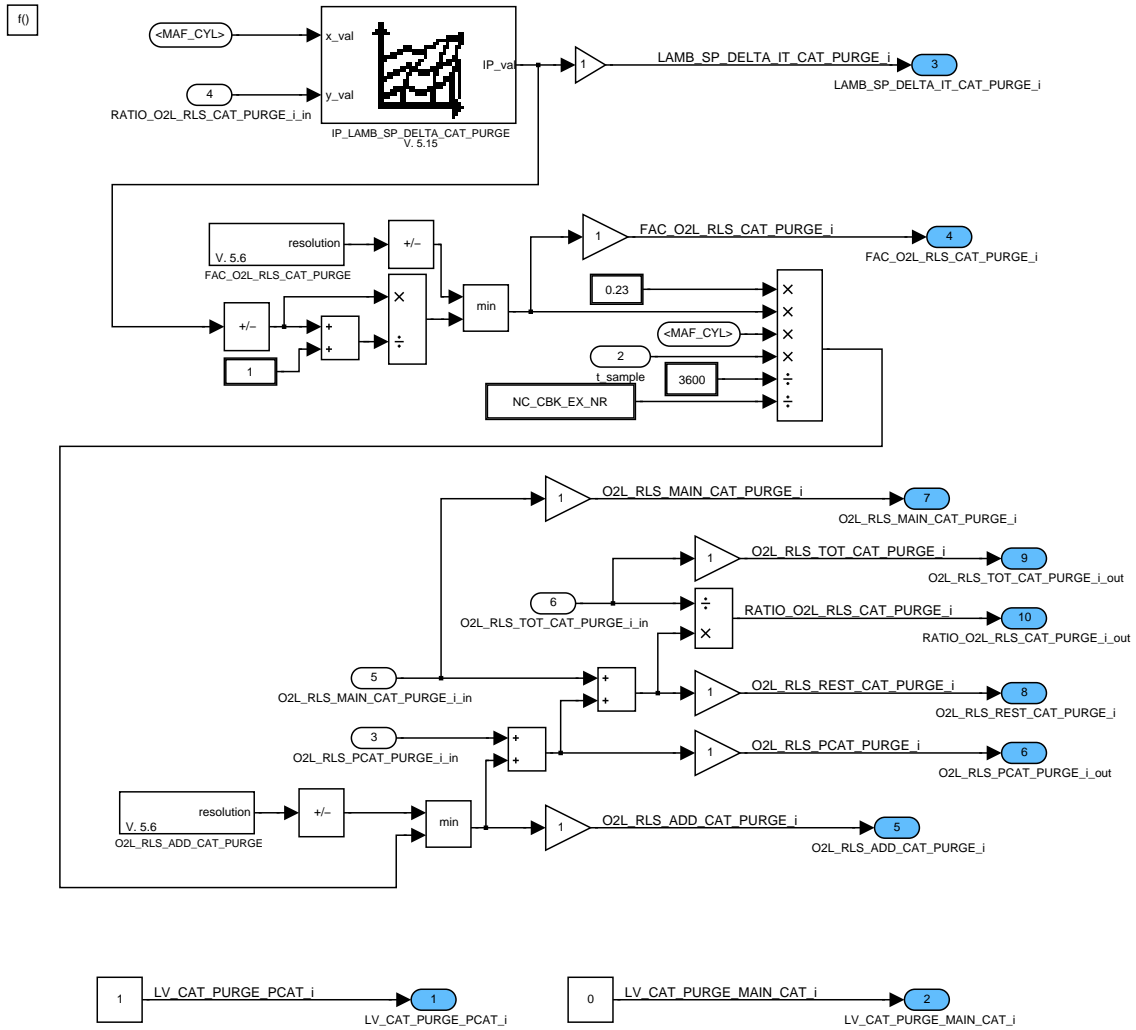 f()
<MAF_CYL>
x_val
IP_val
1
LAMB_SP_DELTA_IT_CAT_PURGE_i
3
LAMB_SP_DELTA_IT_CAT_PURGE_i
4
y_val
RATIO_O2L_RLS_CAT_PURGE_i_in
IP_LAMB_SP_DELTA_CAT_PURGE
V. 5.15
resolution
V. 5.6
FAC_O2L_RLS_CAT_PURGE
+/−
1
FAC_O2L_RLS_CAT_PURGE_i
4
FAC_O2L_RLS_CAT_PURGE_i
+/−
1
+
+
×
÷
min
0.23
<MAF_CYL>
2
t_sample
3600
NC_CBK_EX_NR
×
×
×
×
÷
÷
1
O2L_RLS_MAIN_CAT_PURGE_i
7
O2L_RLS_MAIN_CAT_PURGE_i
1
O2L_RLS_TOT_CAT_PURGE_i
9
O2L_RLS_TOT_CAT_PURGE_i_out
6
O2L_RLS_TOT_CAT_PURGE_i_in
÷
×
RATIO_O2L_RLS_CAT_PURGE_i
10
RATIO_O2L_RLS_CAT_PURGE_i_out
5
O2L_RLS_MAIN_CAT_PURGE_i_in
+
+
1
O2L_RLS_REST_CAT_PURGE_i
8
O2L_RLS_REST_CAT_PURGE_i
3
O2L_RLS_PCAT_PURGE_i_in
+
+
1
O2L_RLS_PCAT_PURGE_i
6
O2L_RLS_PCAT_PURGE_i_out
resolution
V. 5.6
O2L_RLS_ADD_CAT_PURGE
+/−
min
1
O2L_RLS_ADD_CAT_PURGE_i
5
O2L_RLS_ADD_CAT_PURGE_i
1
LV_CAT_PURGE_PCAT_i
1
LV_CAT_PURGE_PCAT_i
0
LV_CAT_PURGE_MAIN_CAT_i
2
LV_CAT_PURGE_MAIN_CAT_i